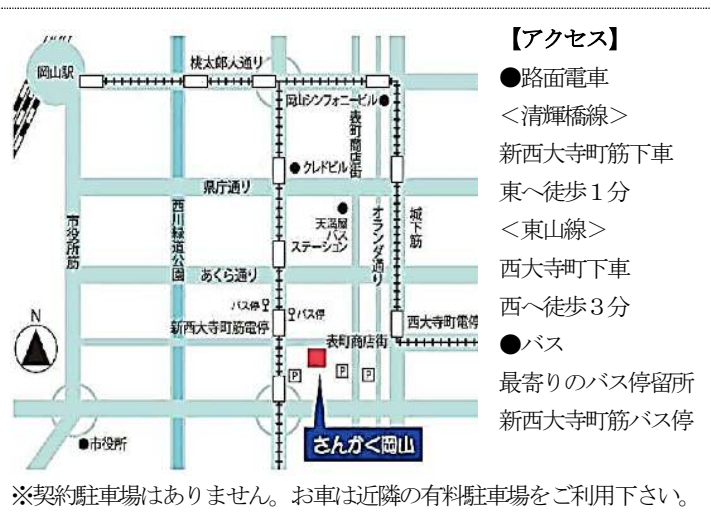 岡山駅
桃太郎大通り
岡山シンフォニービル●
表町商店街
●クレドビル
県庁通り
市役所筋
西川緑道公園
天満屋
バス
ステーション
オランダ通り
城下筋
あくら通り
バス停
バス停
新西大寺町筋電停
西大寺町電停
表町商店街
N
P
P
P
●市役所
さんかく岡山
【アクセス】
●路面電車
<清輝橋線>
新西大寺町筋下車
東へ徒歩1分
<東山線>
西大寺町下車
西へ徒歩3分
●バス
最寄りのバス停留所
新西大寺町筋バス停
※契約駐車場はありません。お車は近隣の有料駐車場をご利用下さい。